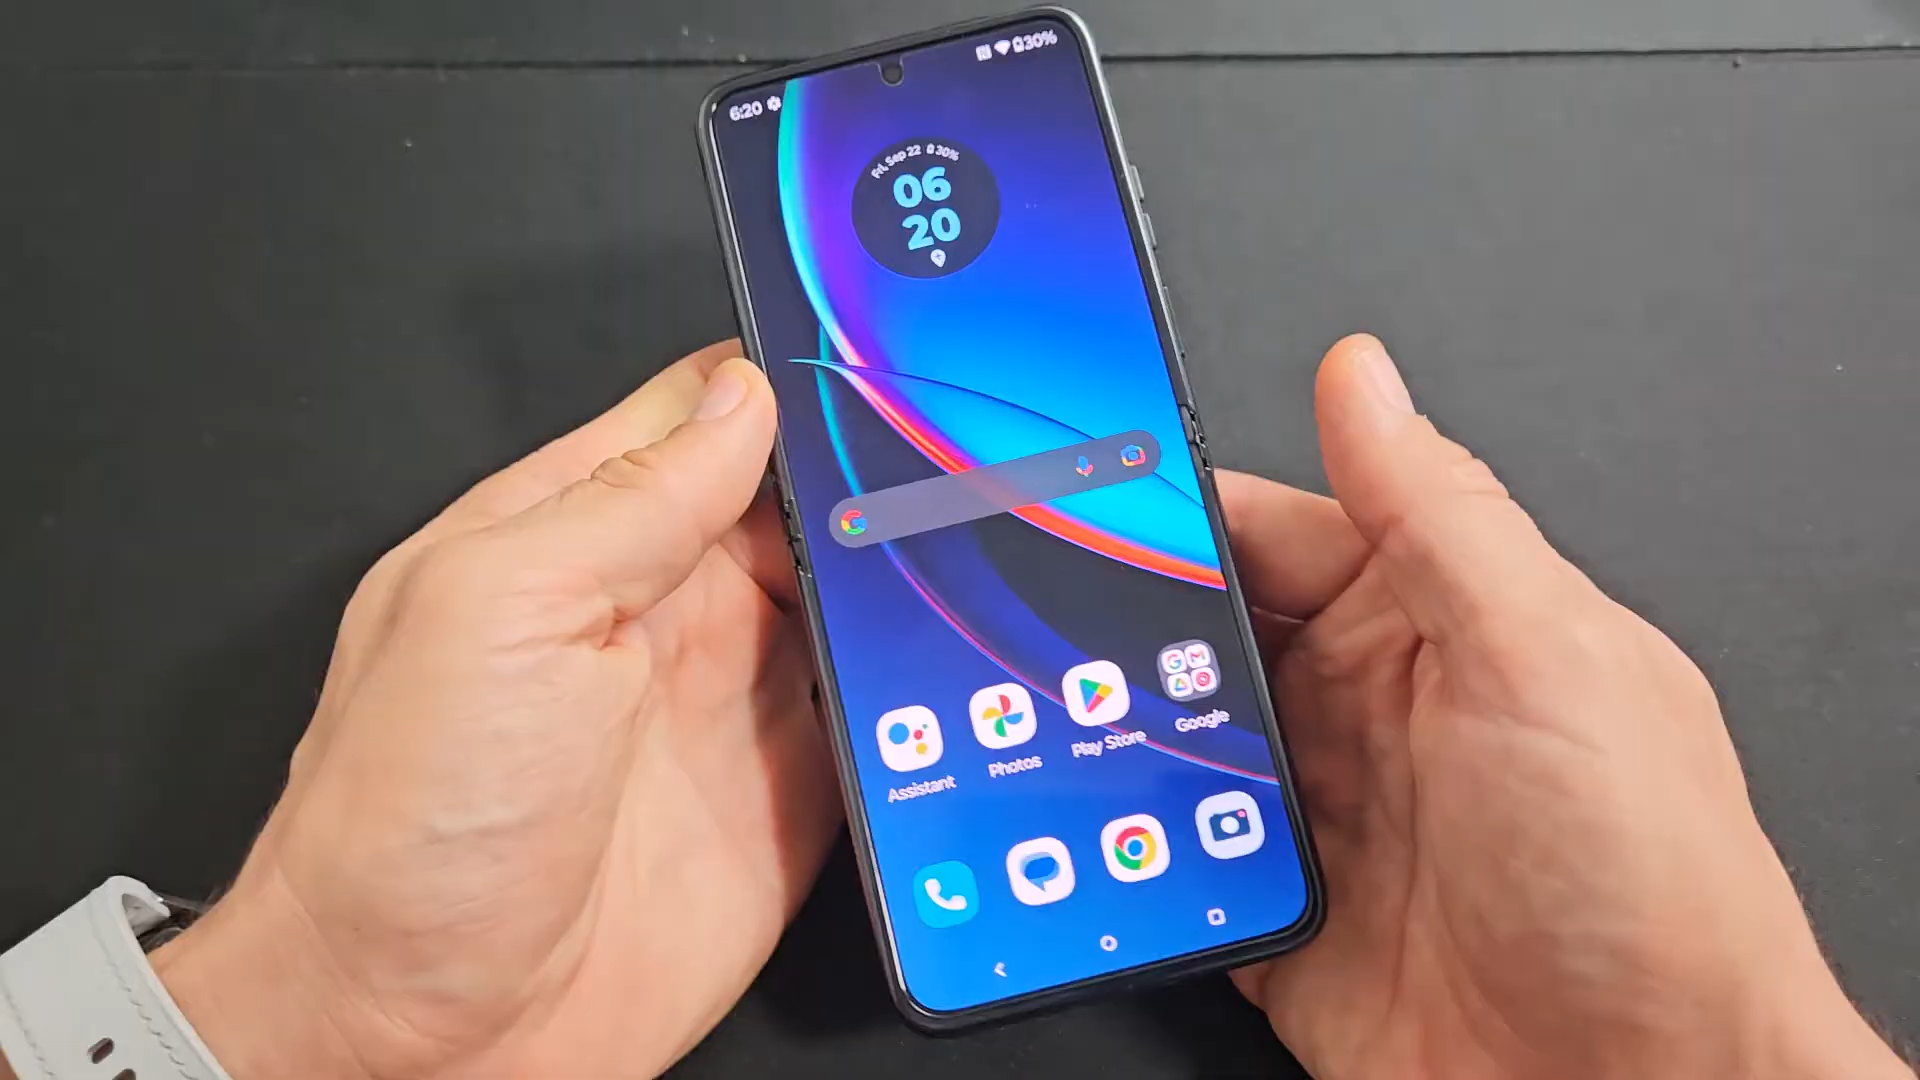 6:20
30%
Fri, Sep 22 30%
06
20
Assistant
Photos
Play Store
Google